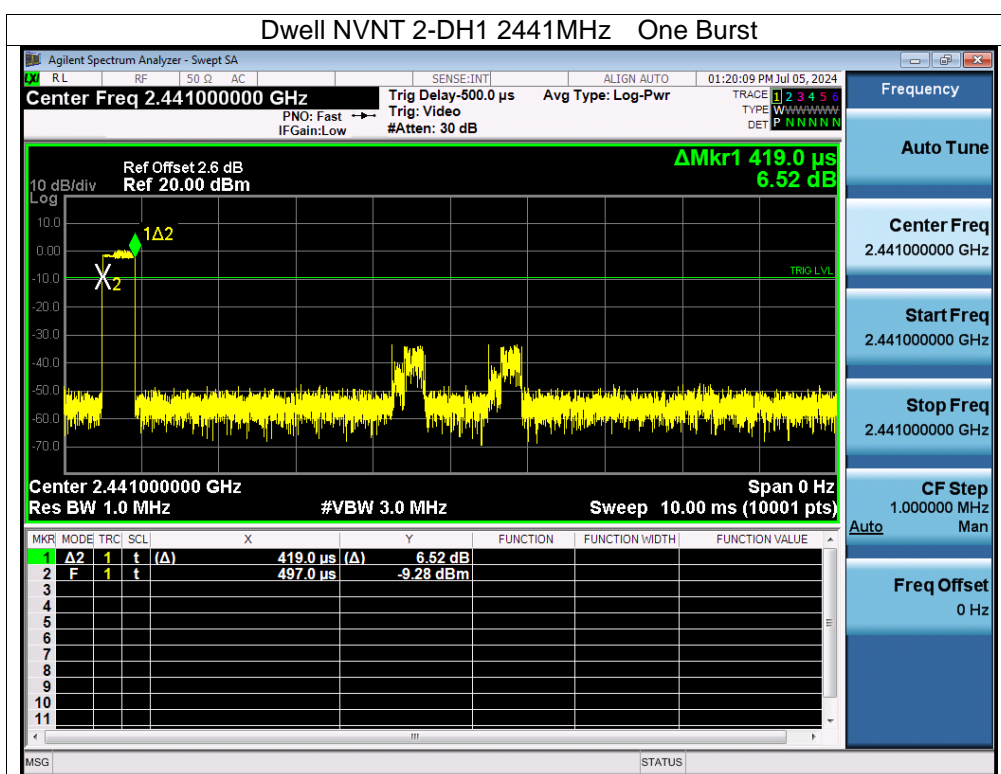 Dwell NVNT 2-DH1 2441MHz One Burst
Agilent Spectrum Analyzer - Swept SA
LXI RL RF 50 Ω AC SENSE:INT ALIGN AUTO 01:20:09 PM Jul 05, 2024
Center Freq 2.441000000 GHz
PNO: Fast
IFGain:Low
Trig Delay-500.0 µs
Trig: Video
#Atten: 30 dB
Avg Type: Log-Pwr
TRACE 1 2 3 4 5 6
TYPE WWWWWW
DET P N N N N N
ΔMkr1 419.0 µs
6.52 dB
Ref Offset 2.6 dB
10 dB/div Ref 20.00 dBm
Log
10.0
0.00
-10.0
-20.0
-30.0
-40.0
-50.0
-60.0
-70.0
1Δ2
X2
TRIG LVL
Center 2.441000000 GHz Span 0 Hz
Res BW 1.0 MHz #VBW 3.0 MHz Sweep 10.00 ms (10001 pts)
MKR MODE TRC SCL X Y FUNCTION FUNCTION WIDTH FUNCTION VALUE
1 Δ2 1 t (Δ) 419.0 µs (Δ) 6.52 dB
2 F 1 t 497.0 µs -9.28 dBm
3
4
5
6
7
8
9
10
11
MSG STATUS
Frequency
Auto Tune
Center Freq
2.441000000 GHz
Start Freq
2.441000000 GHz
Stop Freq
2.441000000 GHz
CF Step
1.000000 MHz
Auto Man
Freq Offset
0 Hz